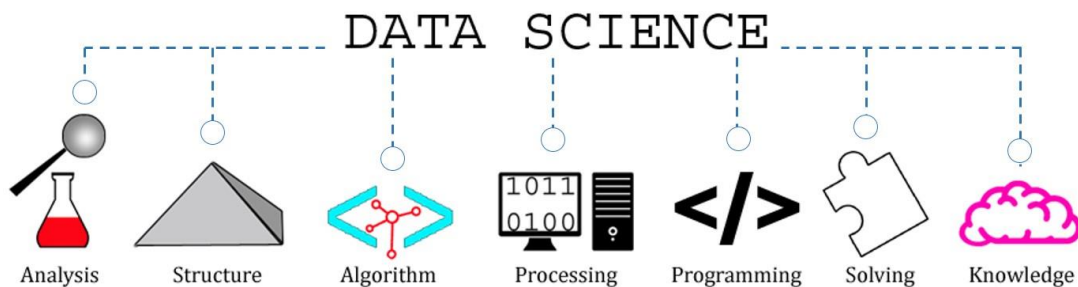 DATA SCIENCE
1011
0100
</>
Analysis
Structure
Algorithm
Processing
Programming
Solving
Knowledge